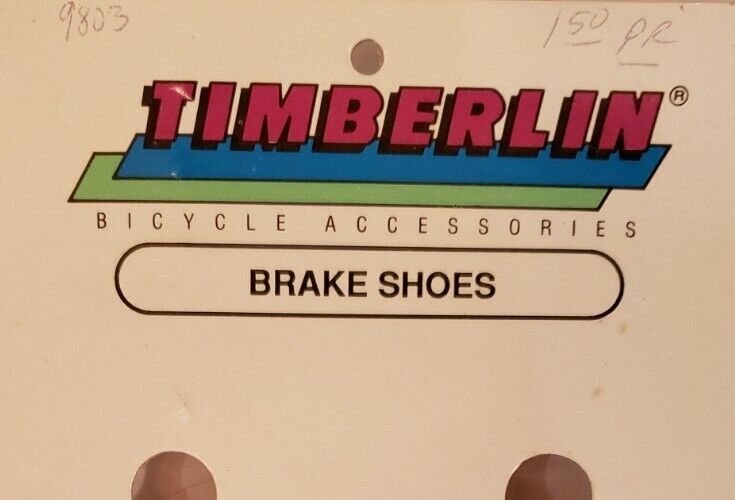 9803
1 50 PR
TIMBERLIN®
BICYCLE ACCESSORIES
BRAKE SHOES